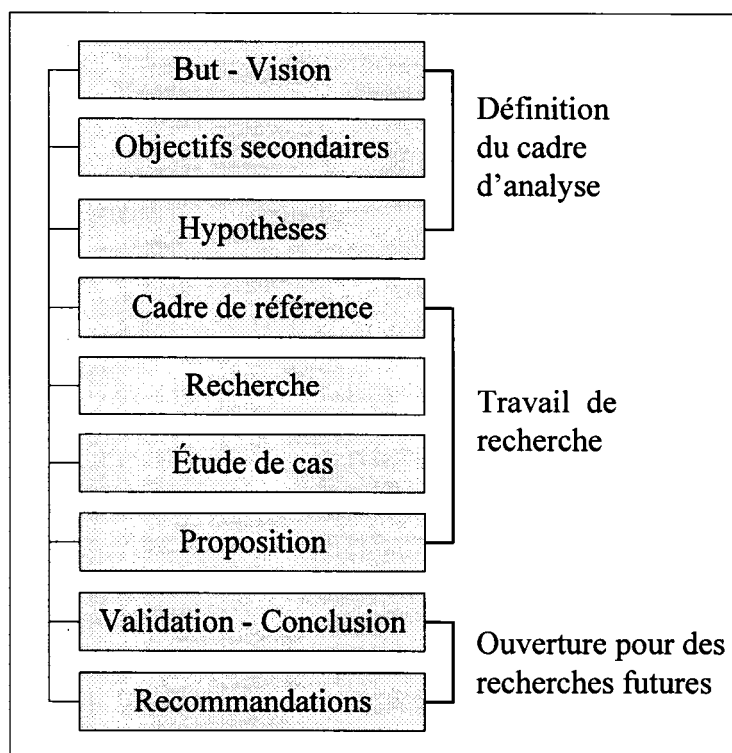 But - Vision
Objectifs secondaires
Hypothèses
Définition
du cadre
d'analyse
Cadre de référence
Recherche
Étude de cas
Proposition
Travail de
recherche
Validation - Conclusion
Recommandations
Ouverture pour des
recherches futures